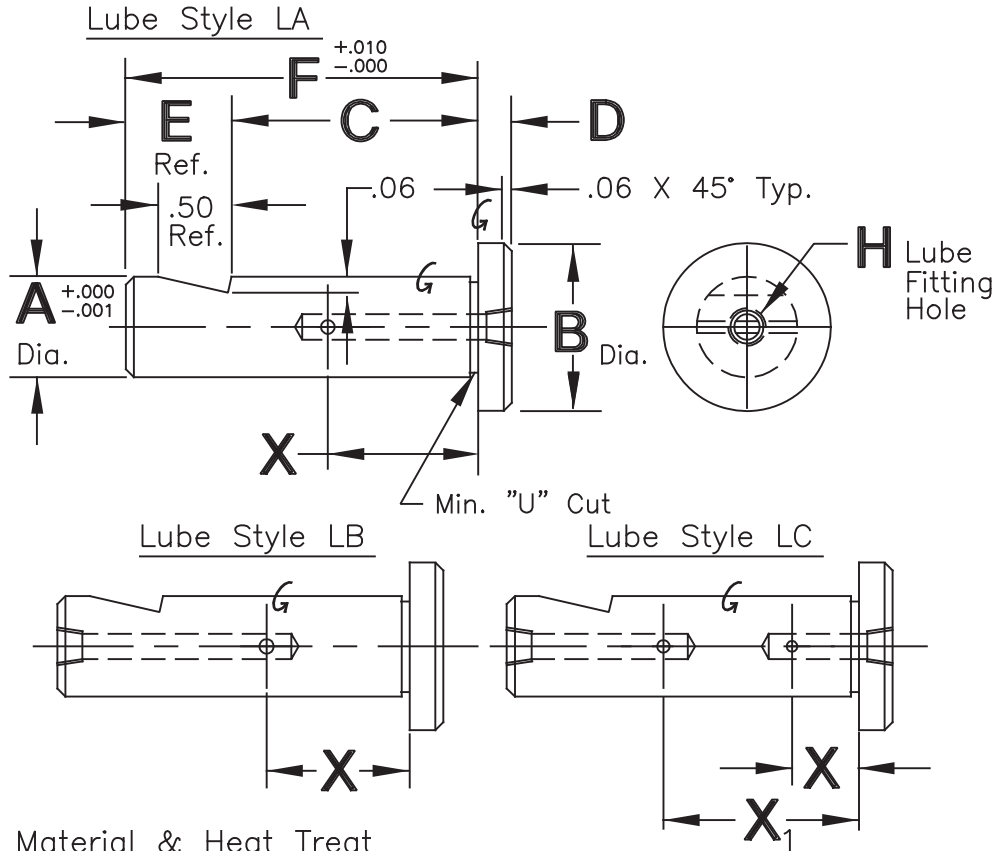 Lube Style LA
F +.010
-.000
E C D
Ref.
.06 .06 X 45° Typ.
.50
Ref.
H Lube
Fitting
Hole
A +.000
-.001
B
Dia. Dia.
X
Min. "U" Cut
Lube Style LB Lube Style LC
X X
X1
Material & Heat Treat